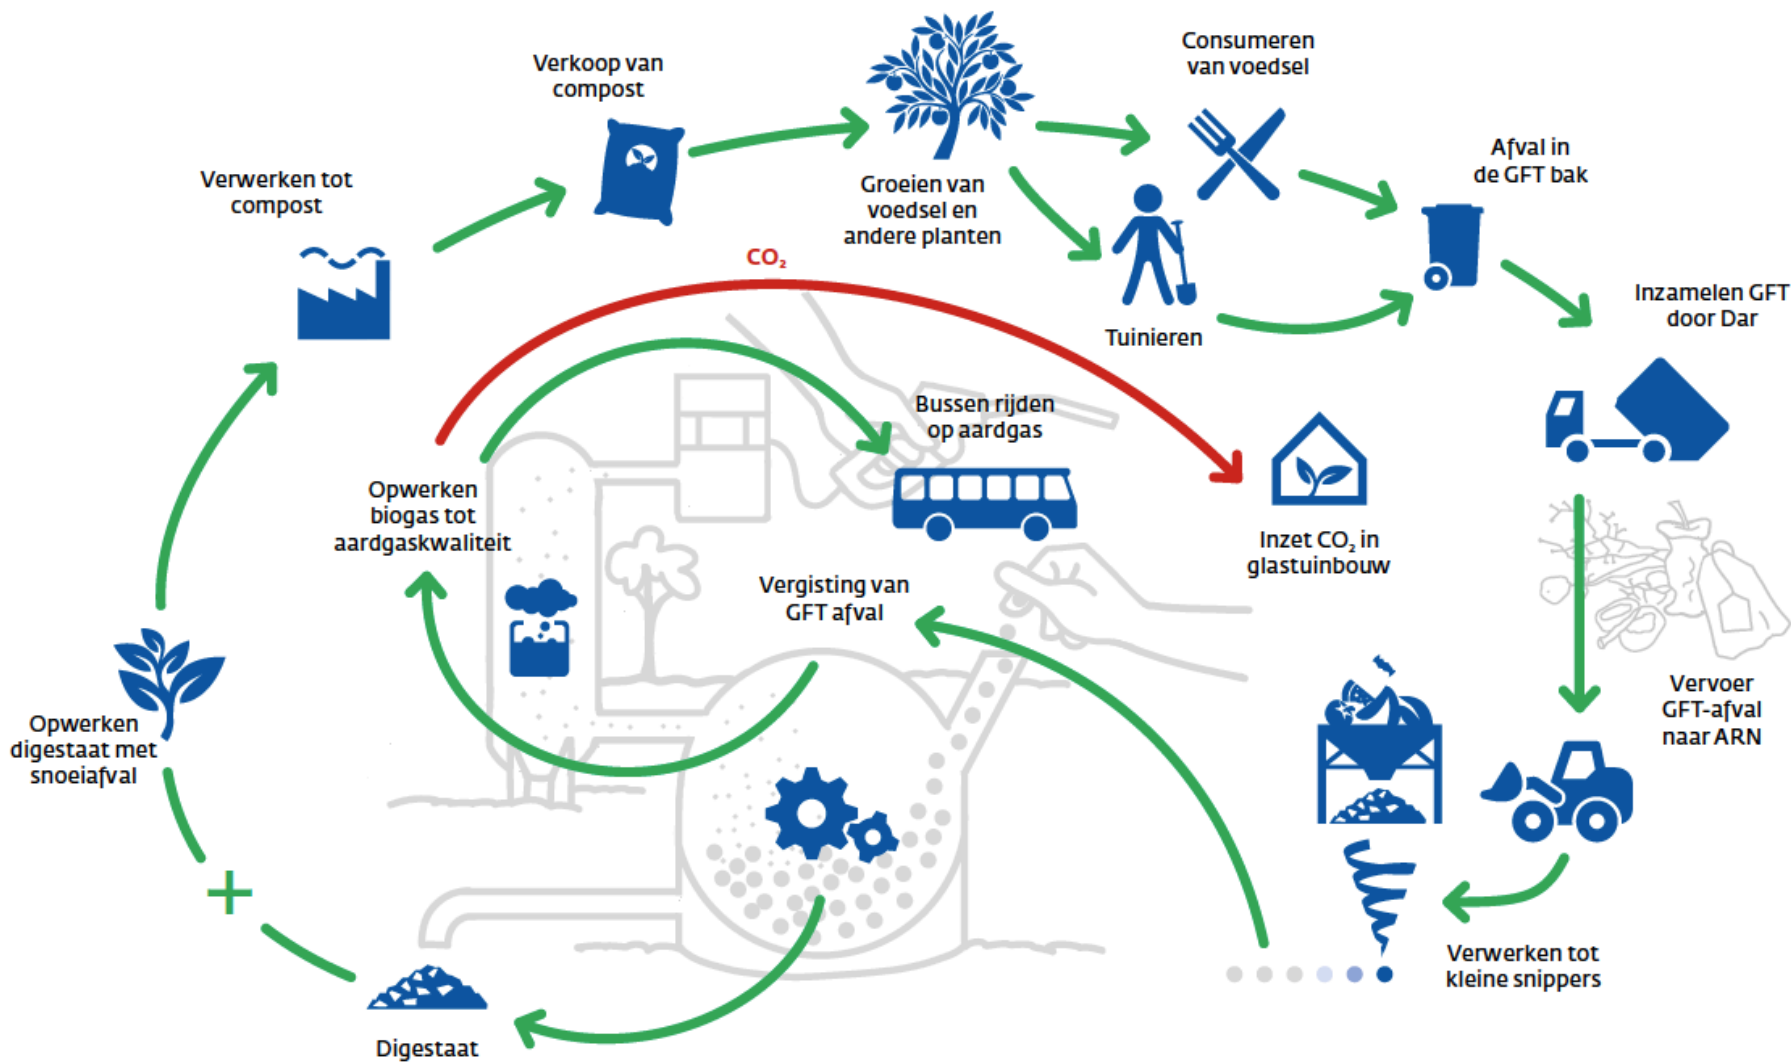 Verkoop van
compost
Consumeren
van voedsel
Afval in
de GFT bak
Verwerken tot
compost
Groeien van
voedsel en
andere planten
CO₂
Tuinieren
Inzamelen GFT
door Dar
Bussen rijden
op aardgas
Opwerken
biogas tot
aardgaskwaliteit
Inzet CO₂ in
glastuinbouw
Vergisting van
GFT afval
Vervoer
GFT-afval
naar ARN
Opwerken
digestaat met
snoeiafval
+
Verwerken tot
kleine snippers
Digestaat